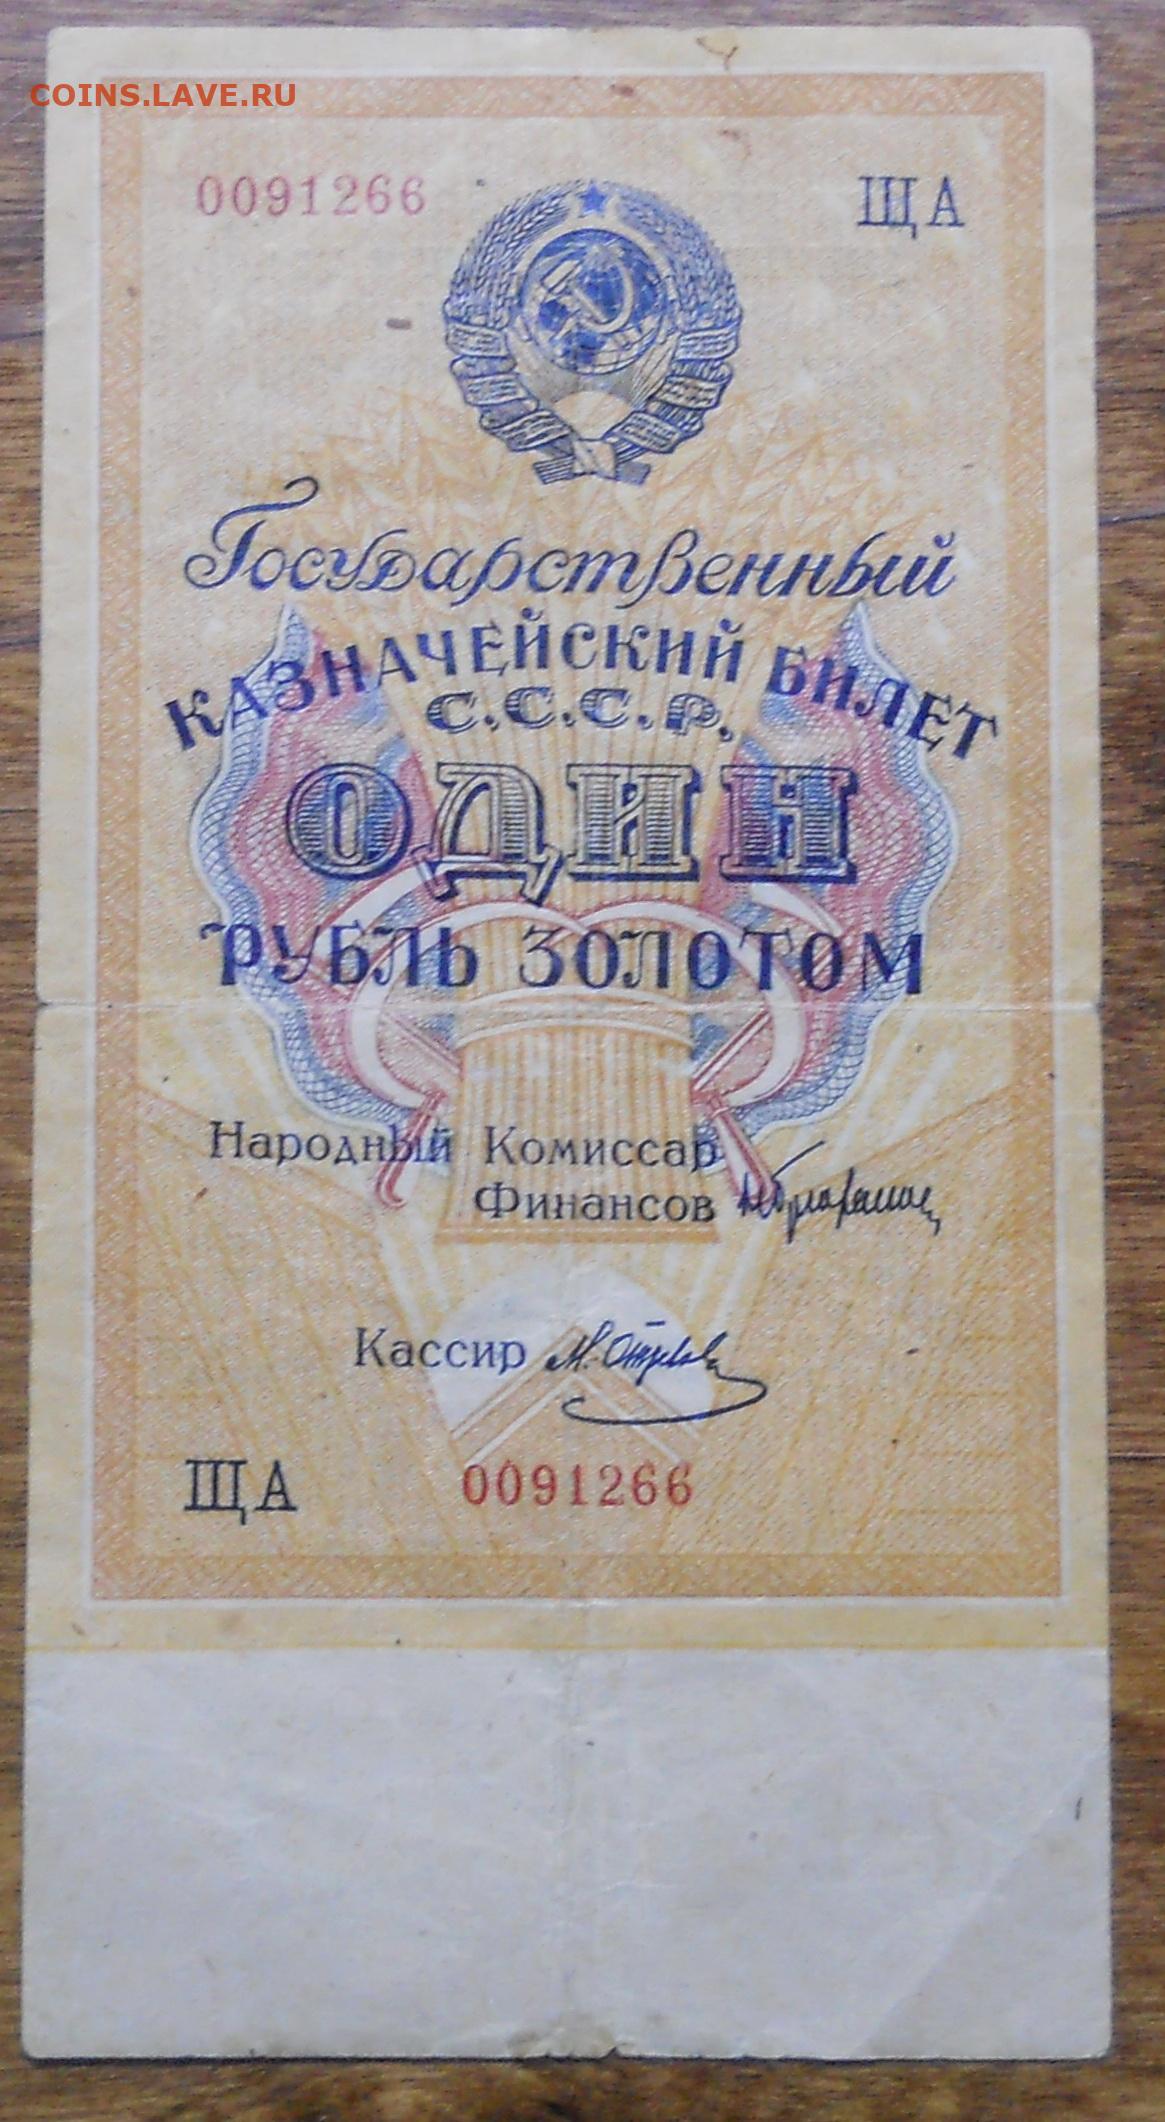 COINS.LAVE.RU
0091266 ЩА
Государственный
КАЗНАЧЕЙСКИЙ БИЛЕТ
С.С.С.Р.
ОДИН
РУБЛЬ ЗОЛОТОМ
Народный Комиссар
Финансов
Кассир
ЩА 0091266